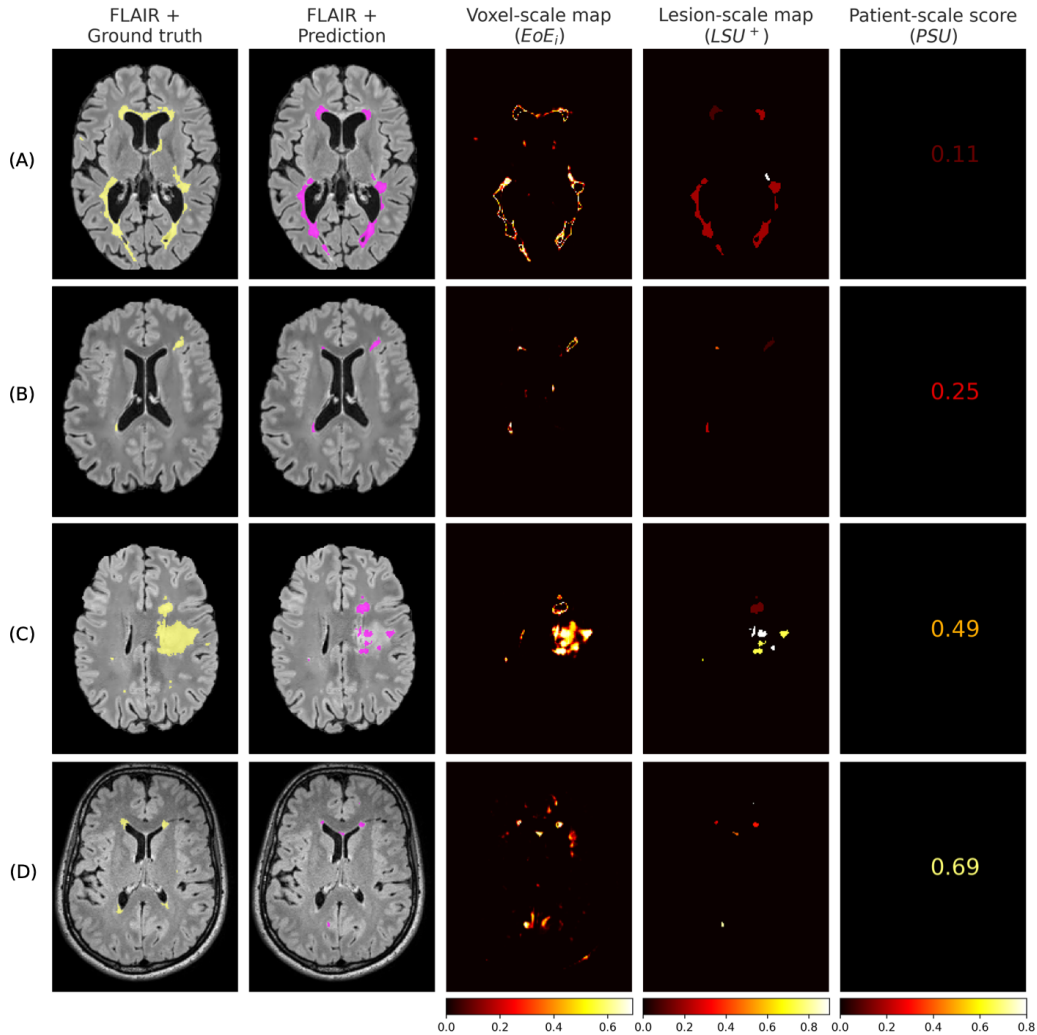 FLAIR +
Ground truth
FLAIR +
Prediction
Voxel-scale map
(EoE_i)
Lesion-scale map
(LSU⁺)
Patient-scale score
(PSU)
(A)
0.11
(B)
0.25
(C)
0.49
(D)
0.69
0.0 0.2 0.4 0.6 0.0 0.2 0.4 0.6 0.8 0.0 0.2 0.4 0.6 0.8